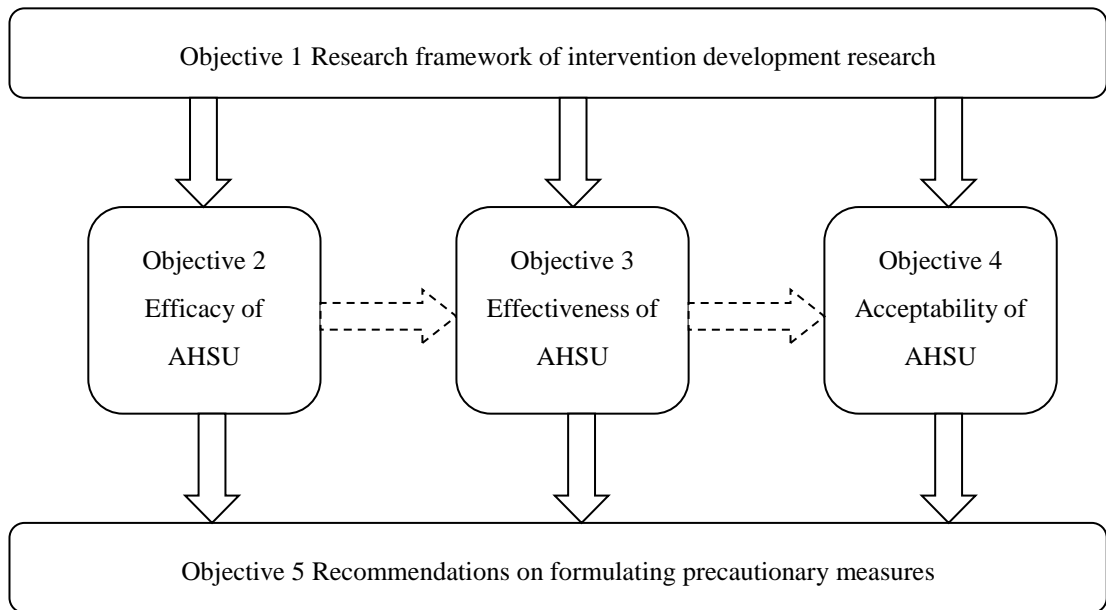 Objective 1 Research framework of intervention development research
Objective 2
Efficacy of
AHSU
Objective 3
Effectiveness of
AHSU
Objective 4
Acceptability of
AHSU
Objective 5 Recommendations on formulating precautionary measures